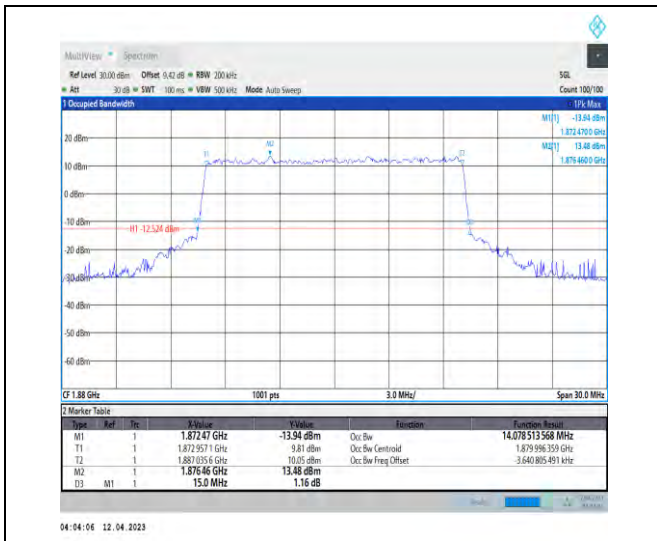 MultiView Spectrum
Ref Level 30.00 dBm Offset 9.42 dB RBW 200 kHz SGL
Att 30 dB SWT 100 ms VBW 500 kHz Mode Auto Sweep Count 100/100
1 Occupied Bandwidth 1Pk Max
M1[1] -13.94 dBm
1.872 470 0 GHz
M2[1] 13.48 dBm
1.876 460 0 GHz
20 dBm
M2
T1
10 dBm
0 dBm
-10 dBm
H1 -12.524 dBm
-20 dBm
-30 dBm
-40 dBm
-50 dBm
-60 dBm
CF 1.88 GHz 1001 pts 3.0 MHz/ Span 30.0 MHz
2 Marker Table
Type Ref Trc X-Value Y-Value Function Function Result
M1 1 1.872 47 GHz -13.94 dBm Occ Bw 14.078 513 568 MHz
T1 1 1.872 957 1 GHz 9.81 dBm Occ Bw Centroid 1.879 996 359 GHz
T2 1 1.887 035 6 GHz 10.05 dBm Occ Bw Freq Offset -3.640 805 491 kHz
M2 1 1.876 46 GHz 13.48 dBm
D3 M1 1 15.0 MHz 1.16 dB
04:04:06 12.04.2023